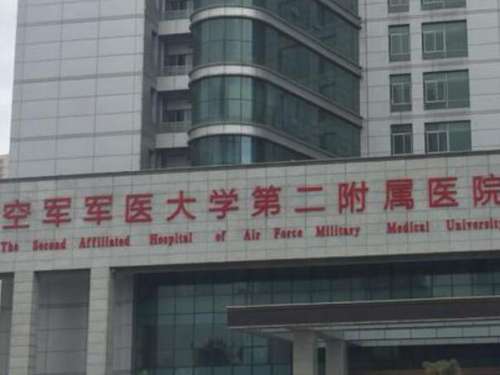 空军军医大学第二附属医院
The Second Affiliated Hospital of Air Force Military Medical University